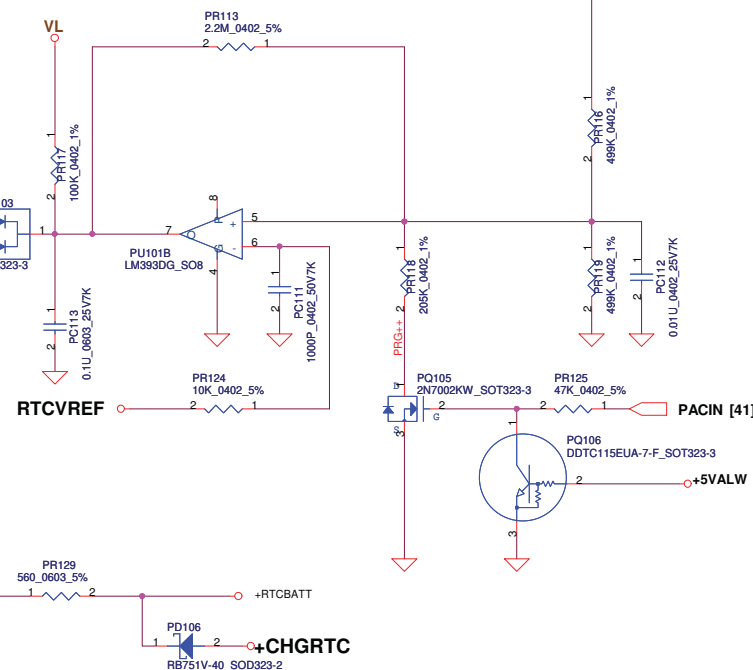 PR113
2.2M_0402_5%
2
1
VL
1
PR117
100K_0402_1%
2
1
PR116
499K_0402_1%
2
03
1
323-3
7
8
P
+
5
O
-
6
G
4
PU101B
LM393DG_SO8
1
PC111
1000P_0402_50V7K
2
1
PR118
205K_0402_1%
2
1
PR119
499K_0402_1%
2
1
PC112
0.01U_0402_25V7K
2
1
PC113
0.1U_0603_25V7K
2
PRG++
RTCVREF
PR124
10K_0402_5%
2
1
1
D
PQ105
2N7002KW_SOT323-3
2
G
S
3
PR125
47K_0402_5%
2
1
PACIN [41]
1
PQ106
DDTC115EUA-7-F_SOT323-3
2
+5VALW
3
PR129
560_0603_5%
1
2
+RTCBATT
PD106
1
2
+CHGRTC
RB751V-40_SOD323-2